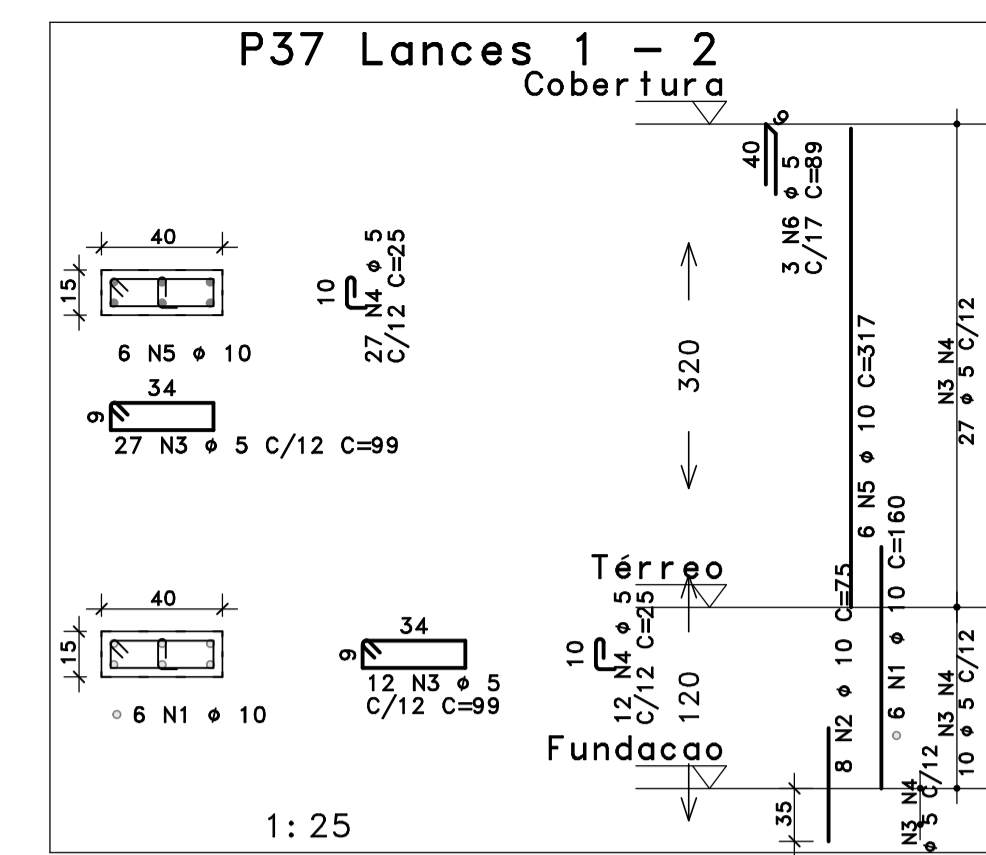 P37 Lances 1 - 2
Cobertura
9
40
3 N6 ø 5
C/17 C=89
40
15
6 N5 ø 10
10
27 N4 ø 5
C/12 C=25
34
9
27 N3 ø 5 C/12 C=99
320
6 N5 ø 10 C=317
N3 N4
27 ø 5 C/12
Térreo
40
15
6 N1 ø 10
34
9
12 N3 ø 5
C/12 C=99
10
12 N4 ø 5
C/12 C=25
120
8 N2 ø 10 C=75
6 N1 ø 10 C=160
N3 N4
10 ø 5 C/12
Fundacao
35
N3 N4
ø 5 C/12
1:25